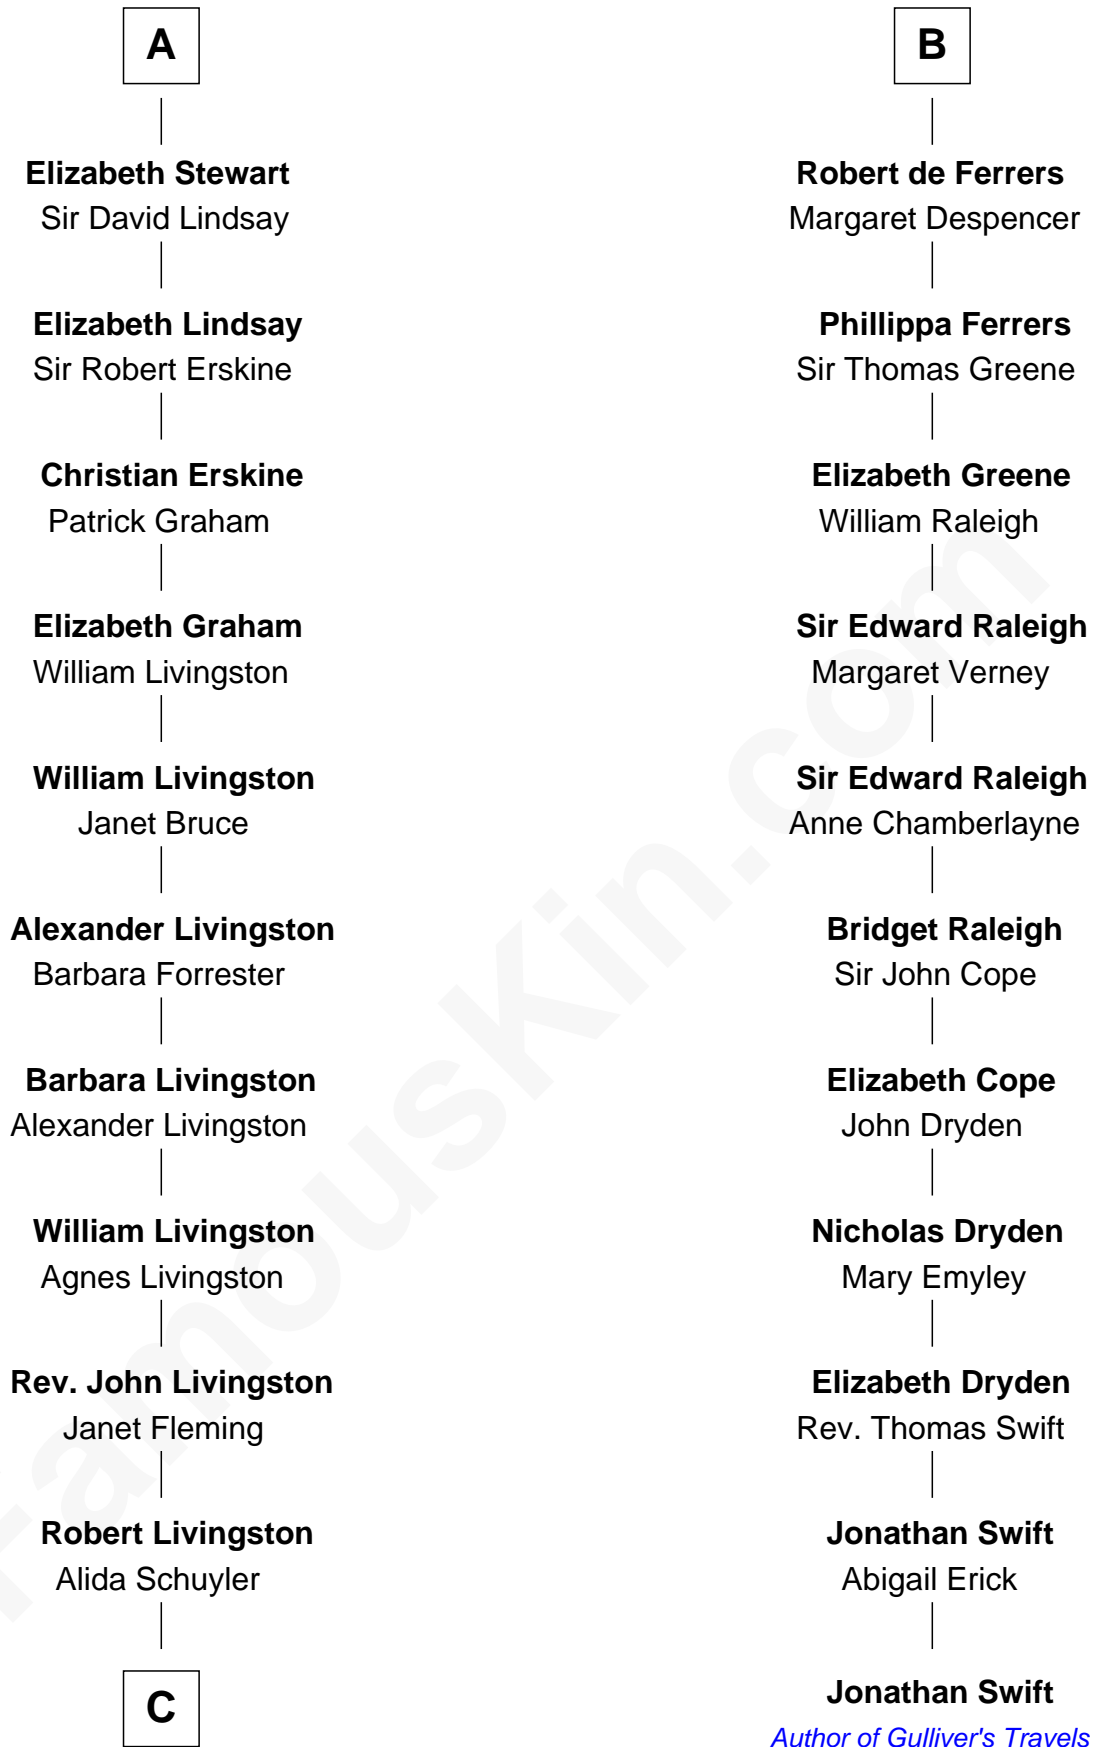 A
Elizabeth Stewart
Sir David Lindsay
Elizabeth Lindsay
Sir Robert Erskine
Christian Erskine
Patrick Graham
Elizabeth Graham
William Livingston
William Livingston
Janet Bruce
Alexander Livingston
Barbara Forrester
Barbara Livingston
Alexander Livingston
William Livingston
Agnes Livingston
Rev. John Livingston
Janet Fleming
Robert Livingston
Alida Schuyler
C
B
Robert de Ferrers
Margaret Despencer
Phillippa Ferrers
Sir Thomas Greene
Elizabeth Greene
William Raleigh
Sir Edward Raleigh
Margaret Verney
Sir Edward Raleigh
Anne Chamberlayne
Bridget Raleigh
Sir John Cope
Elizabeth Cope
John Dryden
Nicholas Dryden
Mary Emyley
Elizabeth Dryden
Rev. Thomas Swift
Jonathan Swift
Abigail Erick
Jonathan Swift
Author of Gulliver's Travels
FamousKin.com